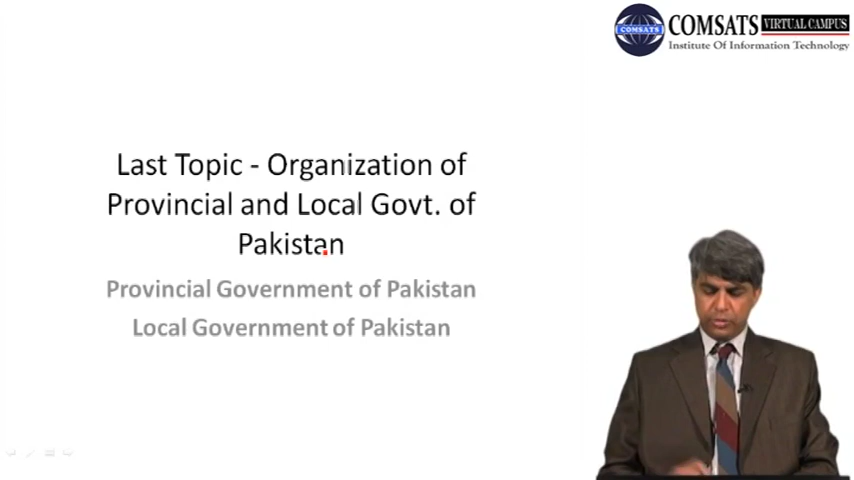 COMSATS
COMSATS VIRTUAL CAMPUS
Institute Of Information Technology
Last Topic - Organization of
Provincial and Local Govt. of
Pakistan
Provincial Government of Pakistan
Local Government of Pakistan